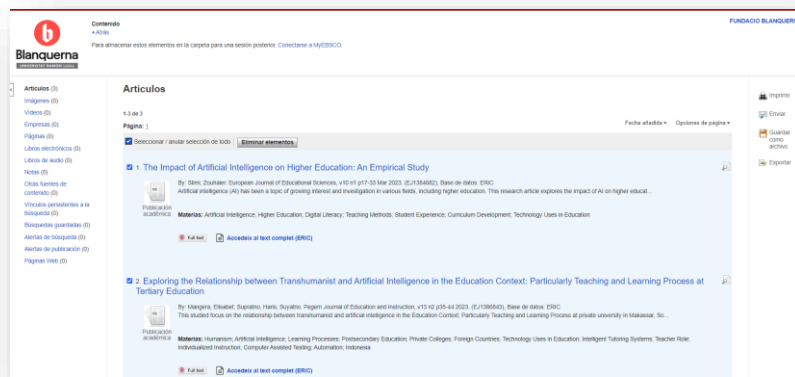 Contenido
◂Atrás
FUNDACIO BLANQUER
Para almacenar estos elementos en la carpeta para una sesión posterior, Conectarse a MyEBSCO.
b
Blanquerna
UNIVERSITAT RAMON LLULL
Artículos (3)
Imágenes (0)
Videos (0)
Empresas (0)
Páginas (0)
Libros electrónicos (0)
Libros de audio (0)
Notas (0)
Otras fuentes de
contenido (0)
Vínculos persistentes a la
búsqueda (0)
Búsquedas guardadas (0)
Alertas de búsqueda (0)
Alertas de publicación (0)
Páginas Web (0)
Artículos
1-3 de 3
Página: 1
Fecha añadida
Opciones de página
Seleccionar / anular selección de todo
Eliminar elementos
1. The Impact of Artificial Intelligence on Higher Education: An Empirical Study
By: Slimi, Zouhaier. European Journal of Educational Sciences, v10 n1 p17-33 Mar 2023. (EJ1384682), Base de datos: ERIC
Artificial intelligence (AI) has been a topic of growing interest and investigation in various fields, including higher education. This research article explores the impact of AI on higher educat...
Publicación
académica
Materias: Artificial Intelligence; Higher Education; Digital Literacy; Teaching Methods; Student Experience; Curriculum Development; Technology Uses in Education
Full text
Accedeix al text complet (ERIC)
2. Exploring the Relationship between Transhumanist and Artificial Intelligence in the Education Context: Particularly Teaching and Learning Process at
Tertiary Education
By: Mangera, Elisabet; Supratno, Haris; Suyatno. Pegem Journal of Education and Instruction, v13 n2 p35-44 2023. (EJ1386843), Base de datos: ERIC
This studied focus on the relationship between transhumanist and artificial intelligence in the Education Context; Particularly Teaching and Learning Process at private university in Makassar, So...
Publicación
académica
Materias: Humanism; Artificial Intelligence; Learning Processes; Postsecondary Education; Private Colleges; Foreign Countries; Technology Uses in Education; Intelligent Tutoring Systems; Teacher Role;
Individualized Instruction; Computer Assisted Testing; Automation; Indonesia
Full text
Accedeix al text complet (ERIC)
Imprimir
Enviar
Guardar
como
archivo
Exportar